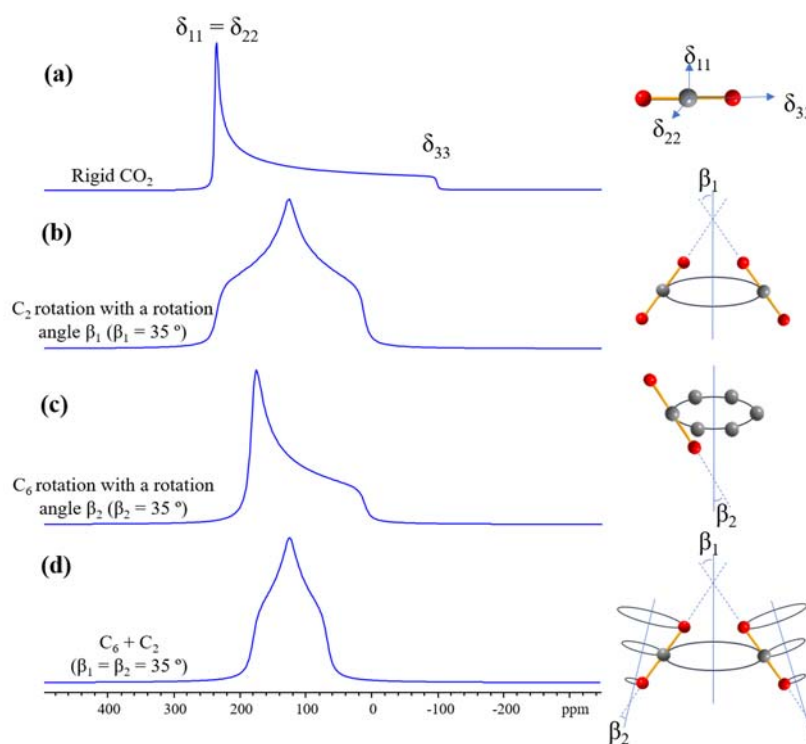 δ11 = δ22
(a)
δ33
Rigid CO2
δ11
δ33
δ22
(b)
C2 rotation with a rotation
angle β1 (β1 = 35 º)
β1
(c)
C6 rotation with a rotation
angle β2 (β2 = 35 º)
β2
(d)
C6 + C2
(β1 = β2 = 35 º)
β1
β2
400 300 200 100 0 -100 -200 ppm